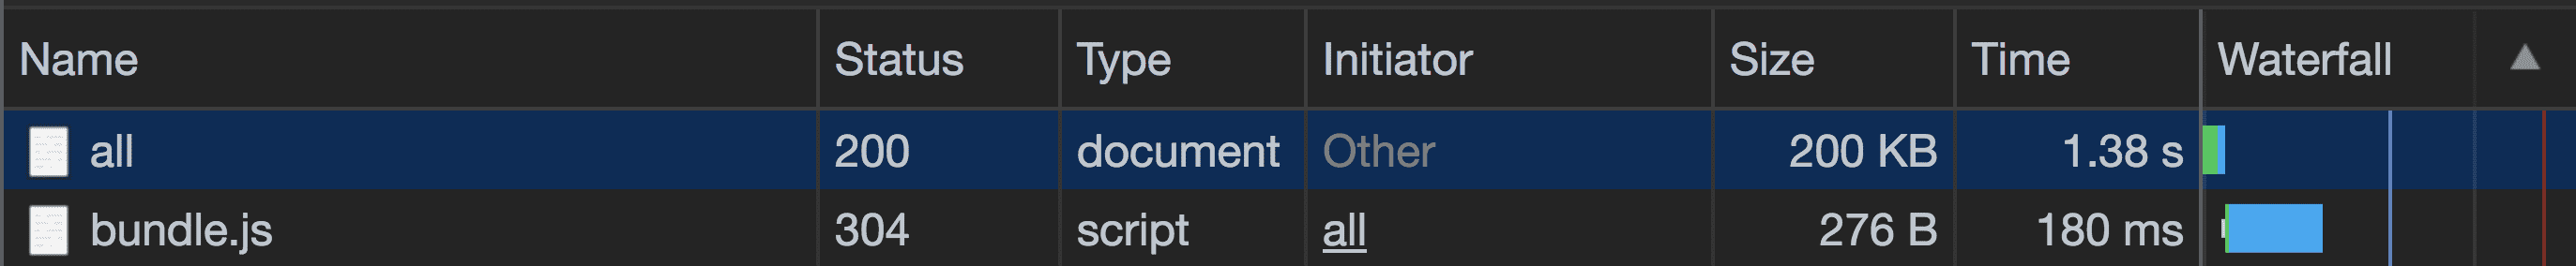 Name Status Type Initiator Size Time Waterfall ▲
all 200 document Other 200 KB 1.38 s
bundle.js 304 script all 276 B 180 ms